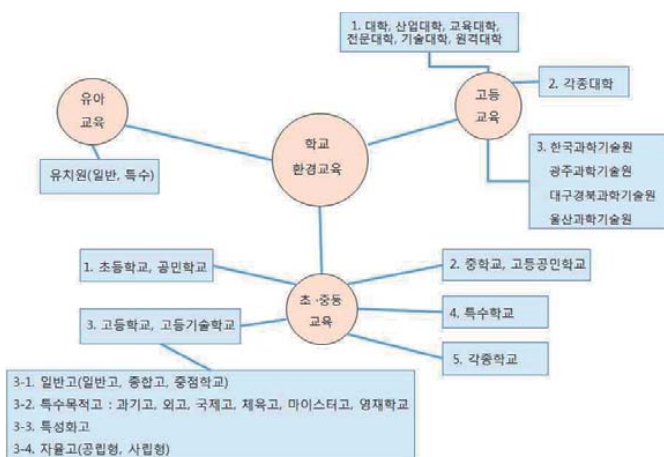 1. 대학, 산업대학, 교육대학,
전문대학, 기술대학, 원격대학
유아
교육
고등
교육
2. 각종대학
학교
환경교육
유치원(일반, 특수)
3. 한국과학기술원
광주과학기술원
대구경북과학기술원
울산과학기술원
1. 초등학교, 공민학교
2. 중학교, 고등공민학교
초 ·중등
교육
3. 고등학교, 고등기술학교
4. 특수학교
5. 각종학교
3-1. 일반고(일반고, 종합고, 중점학교)
3-2. 특수목적고 : 과기고, 외고, 국제고, 체육고, 마이스터고, 영재학교
3-3. 특성화고
3-4. 자율고(공립형, 사립형)